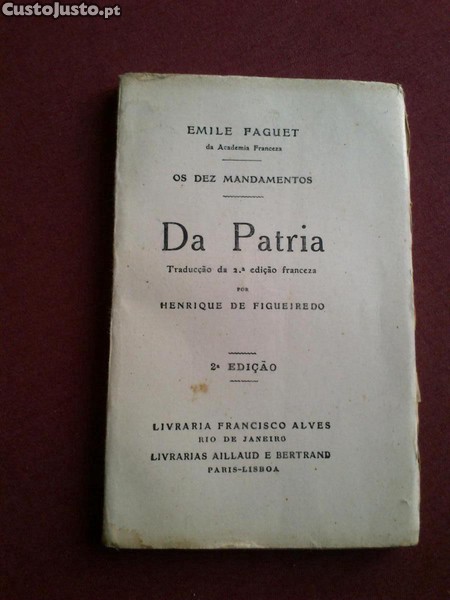 CustoJusto.pt
EMILE FAGUET
da Academia Franceza
OS DEZ MANDAMENTOS
Da Patria
Traducção da 2.ª edição franceza
POR
HENRIQUE DE FIGUEIREDO
2ª EDIÇÃO
LIVRARIA FRANCISCO ALVES
RIO DE JANEIRO
LIVRARIAS AILLAUD E BERTRAND
PARIS-LISBOA